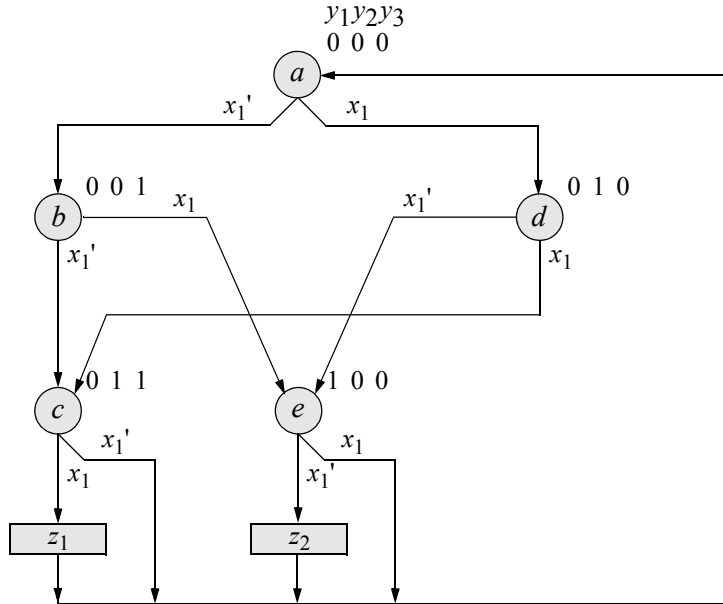 y₁y₂y₃
0 0 0
a
x₁' x₁
0 0 1 x₁ x₁' 0 1 0
b d
x₁' x₁
0 1 1 1 0 0
c e
x₁' x₁
x₁ x₁'
z₁ z₂